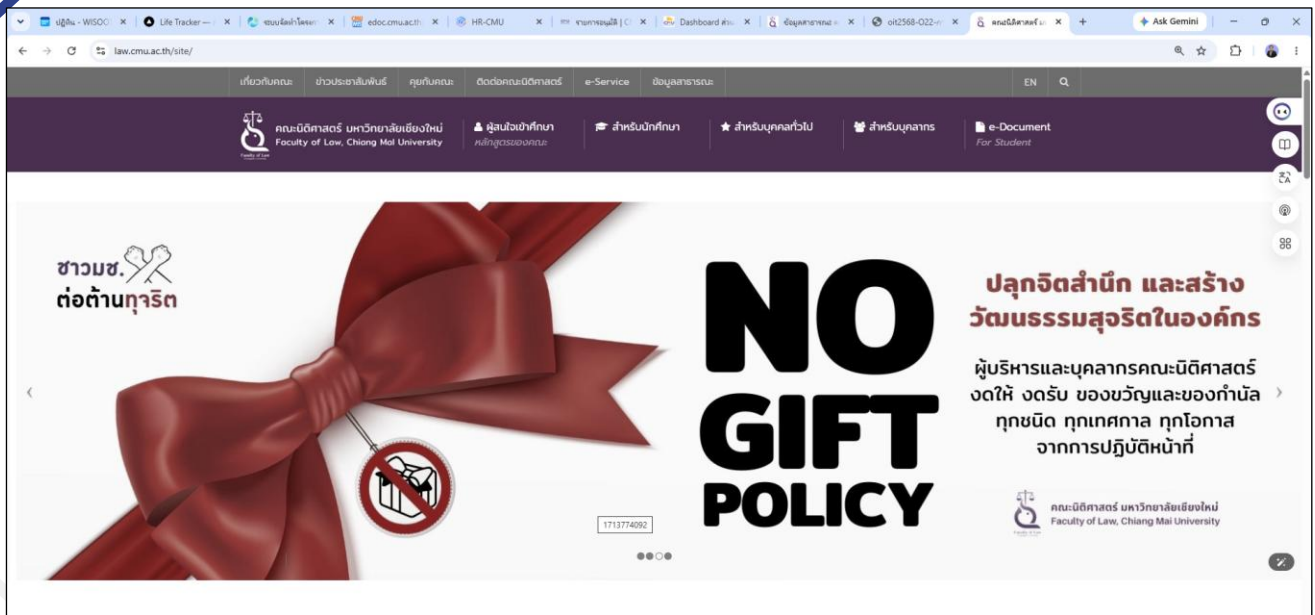 ปฏิทิน - WISOO
Life Tracker —
edoc.cmu.ac.th
HR-CMU
Dashboard
oit2568-O22-
Ask Gemini
law.cmu.ac.th/site/
เกี่ยวกับคณะ ข่าวประชาสัมพันธ์ คุยกับคณะ ติดต่อคณะนิติศาสตร์ e-Service ข้อมูลสาธารณะ EN
คณะนิติศาสตร์ มหาวิทยาลัยเชียงใหม่
Faculty of Law, Chiang Mai University
ผู้สนใจเข้าศึกษา
หลักสูตรของคณะ
สำหรับนักศึกษา
สำหรับบุคคลทั่วไป
สำหรับบุคลากร
e-Document
For Student
ชาวมช.
ต่อต้านทุจริต
NO
GIFT
POLICY
ปลูกจิตสำนึก และสร้าง
วัฒนธรรมสุจริตในองค์กร
ผู้บริหารและบุคลากรคณะนิติศาสตร์
งดให้ งดรับ ของขวัญและของกำนัล
ทุกชนิด ทุกเทศกาล ทุกโอกาส
จากการปฏิบัติหน้าที่
คณะนิติศาสตร์ มหาวิทยาลัยเชียงใหม่
Faculty of Law, Chiang Mai University
1713774092